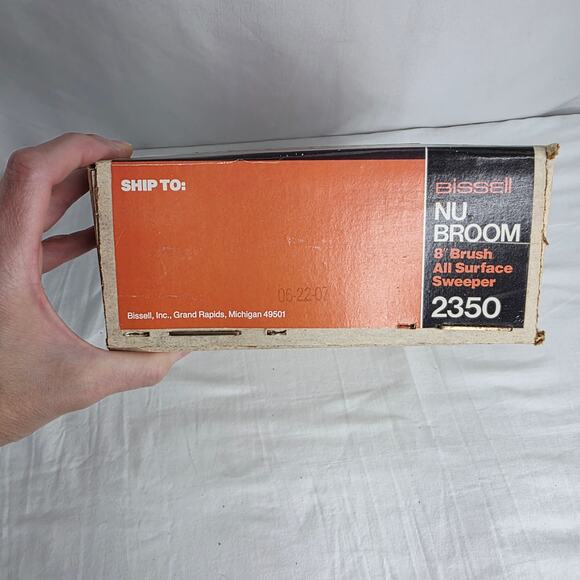 SHIP TO:
06-22-07
Bissell, Inc., Grand Rapids, Michigan 49501
BISSELL
NU
BROOM
8" Brush
All Surface
Sweeper
2350